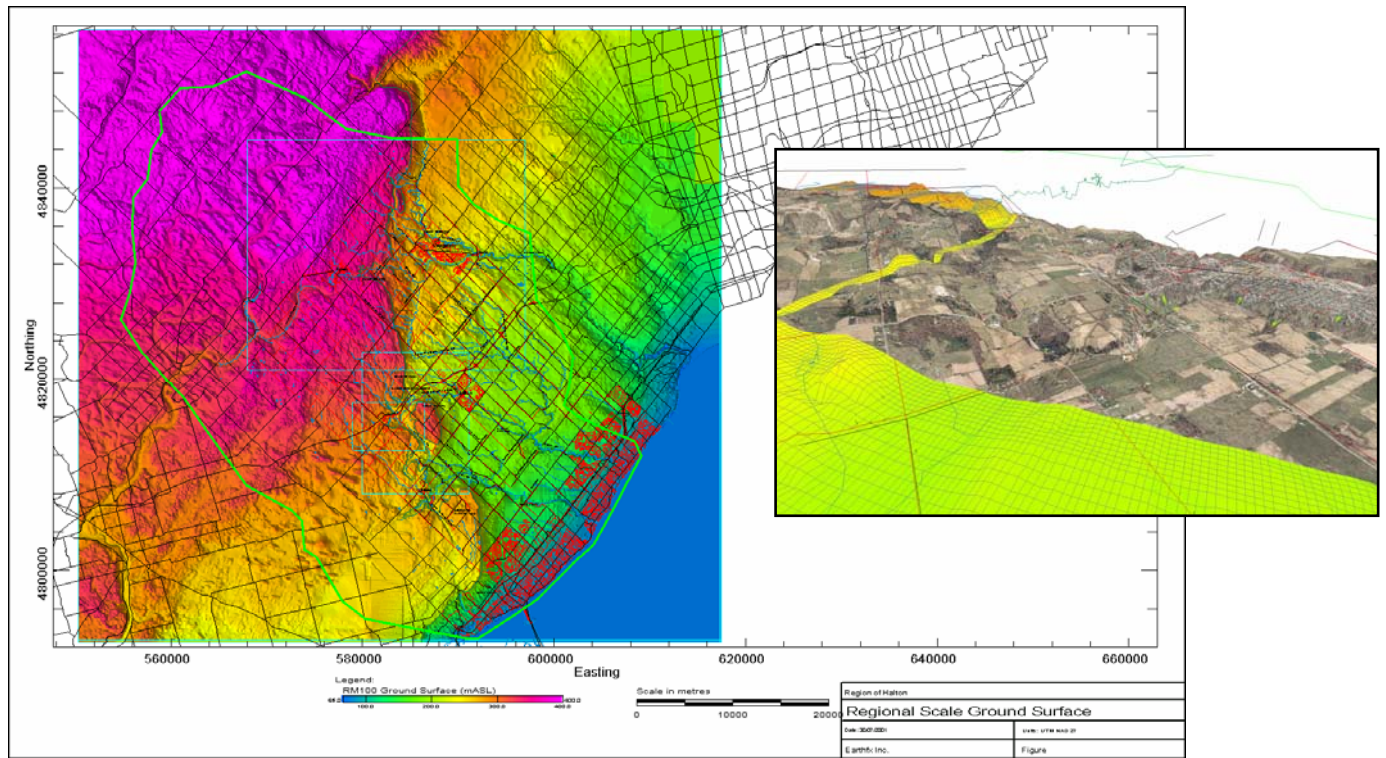 4840000
4820000
4800000
Northing
560000
580000
600000
620000
640000
660000
Easting
Legend:
RM100 Ground Surface (mASL)
100.0
200.0
300.0
400.0
Scale in metres
0
10000
20000
Region of Halton
Regional Scale Ground Surface
Earthfx Inc.
Figure